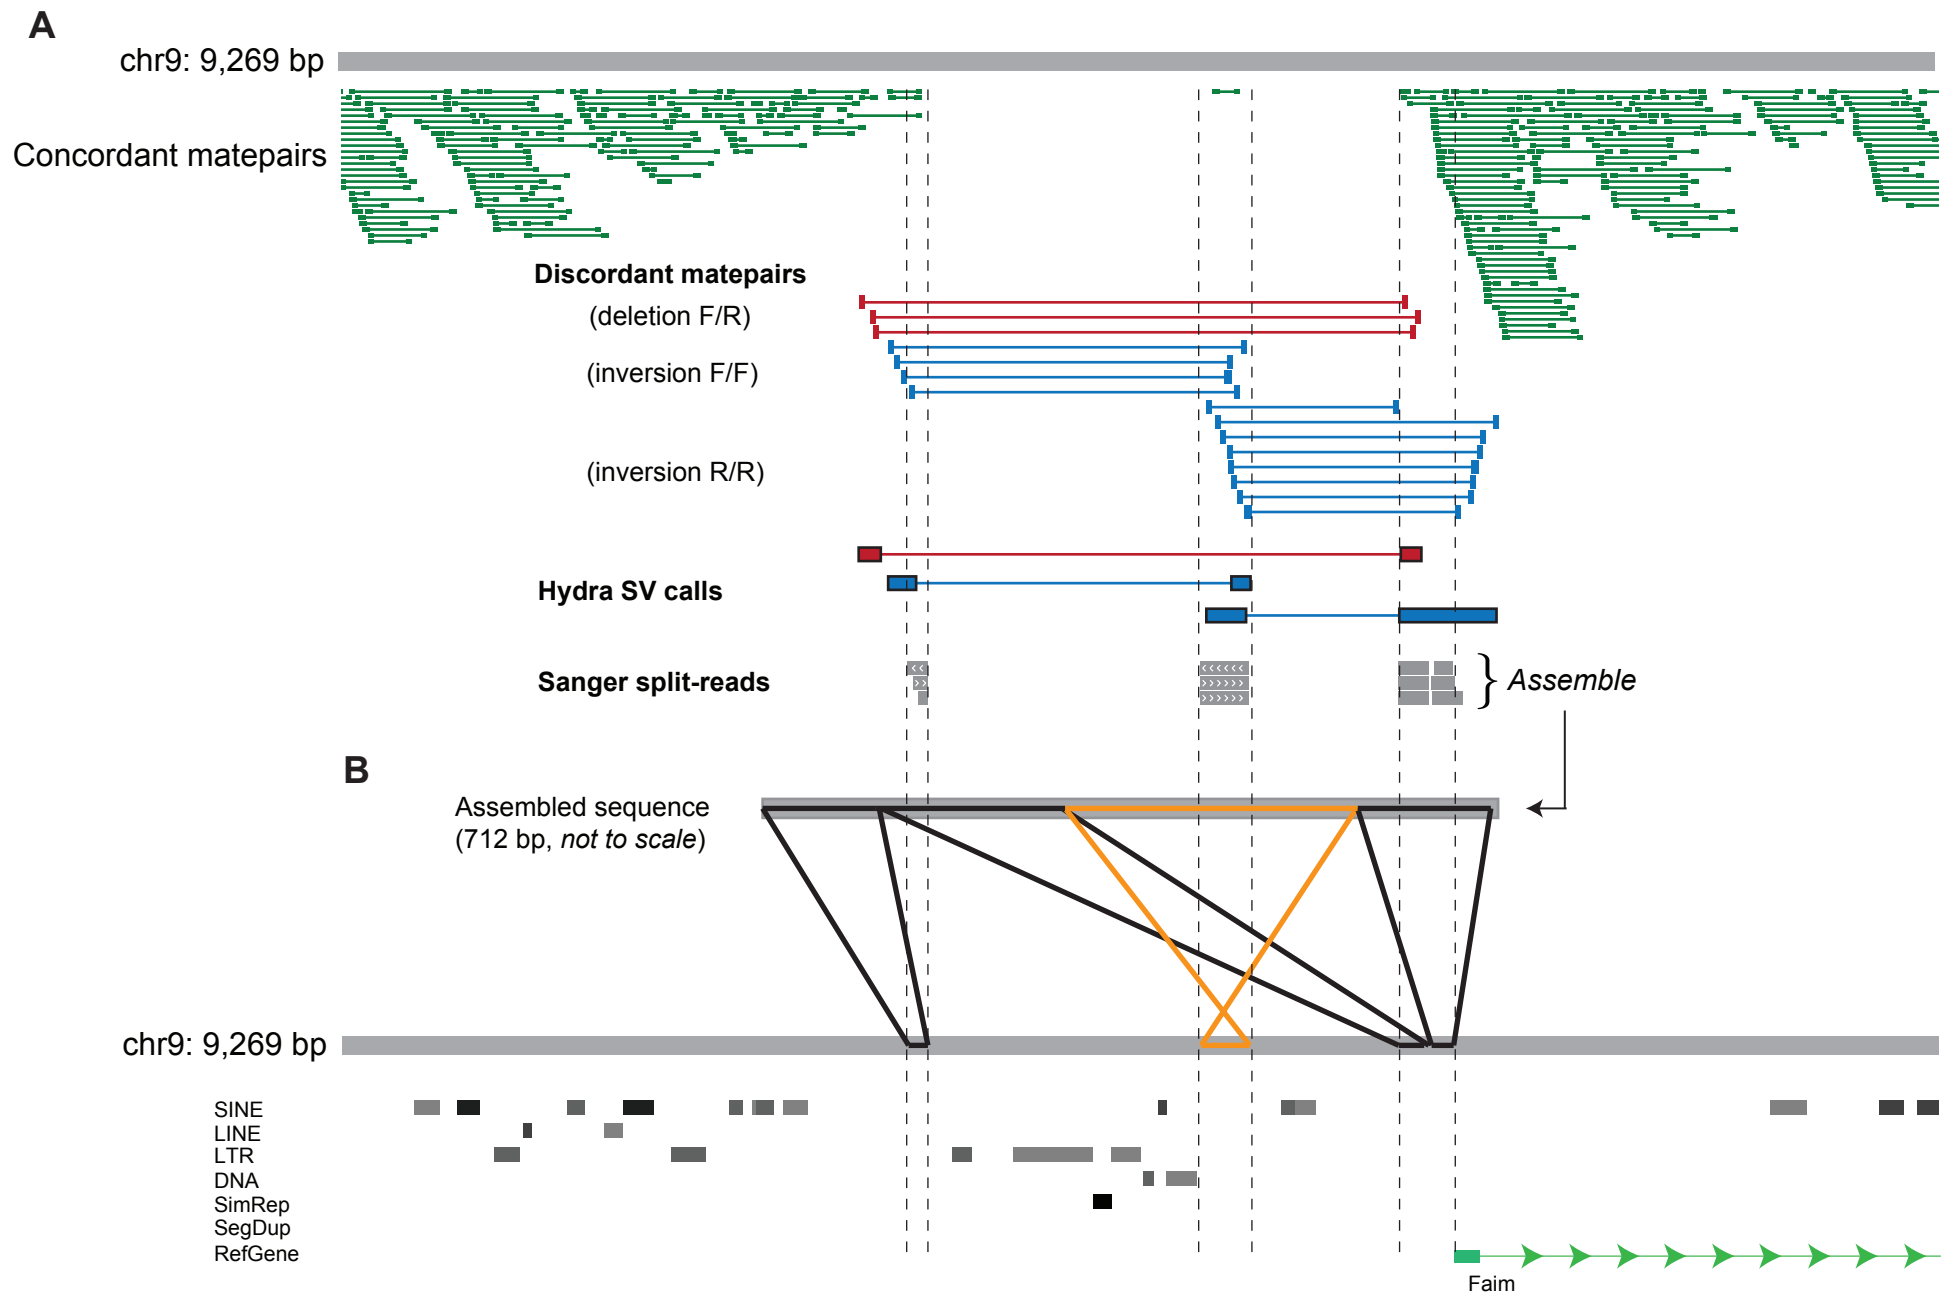 A
chr9: 9,269 bp
Concordant matepairs
Discordant matepairs
(deletion F/R)
(inversion F/F)
(inversion R/R)
Hydra SV calls
Sanger split-reads
} Assemble
B
Assembled sequence
(712 bp, not to scale)
chr9: 9,269 bp
SINE
LINE
LTR
DNA
SimRep
SegDup
RefGene
Faim